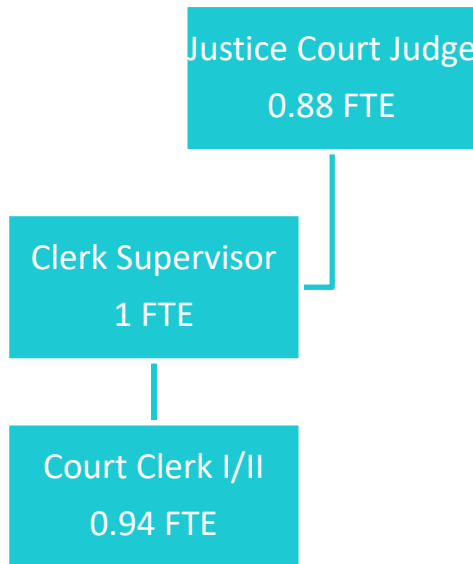 Justice Court Judge
0.88 FTE
Clerk Supervisor
1 FTE
Court Clerk I/II
0.94 FTE